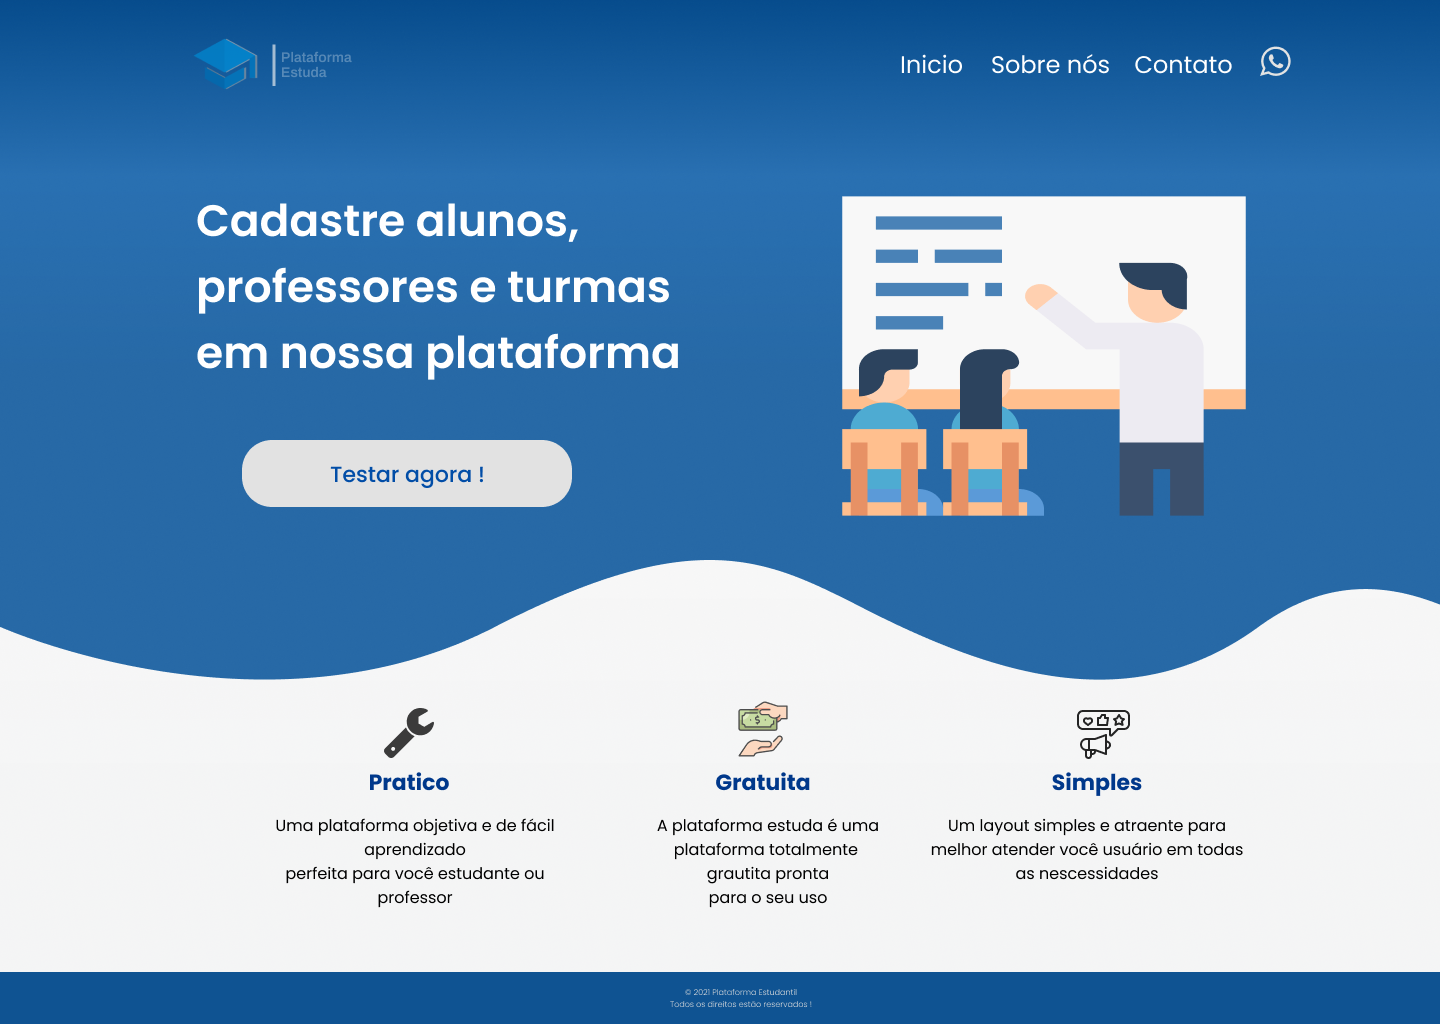 Plataforma
Estuda
Inicio Sobre nós Contato
Cadastre alunos,
professores e turmas
em nossa plataforma
Testar agora !
Pratico
Uma plataforma objetiva e de fácil
aprendizado
perfeita para você estudante ou
professor
Gratuita
A plataforma estuda é uma
plataforma totalmente
grautita pronta
para o seu uso
Simples
Um layout simples e atraente para
melhor atender você usuário em todas
as nescessidades
© 2021 Plataforma Estudantil
Todos os direitos estão reservados !